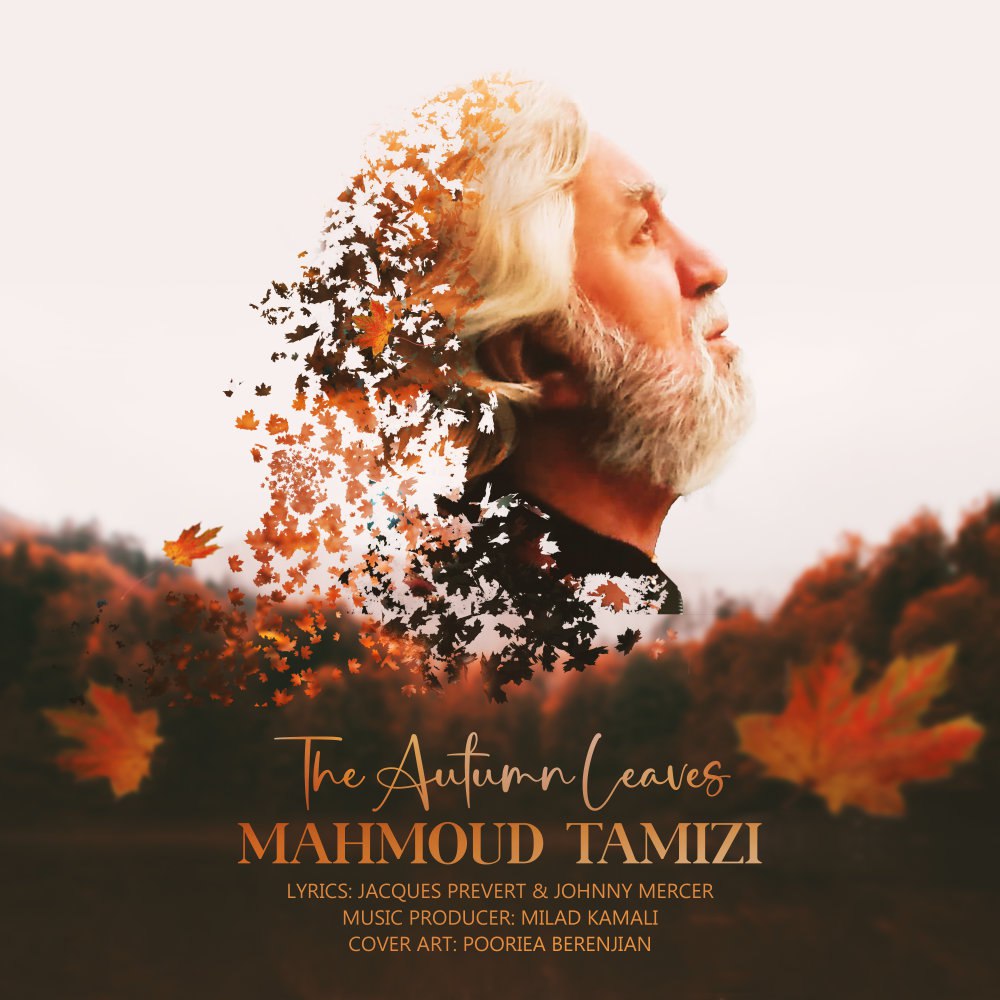 The Autumn Leaves
MAHMOUD TAMIZI
LYRICS: JACQUES PREVERT & JOHNNY MERCER
MUSIC PRODUCER: MILAD KAMALI
COVER ART: POORIEA BERENJIAN